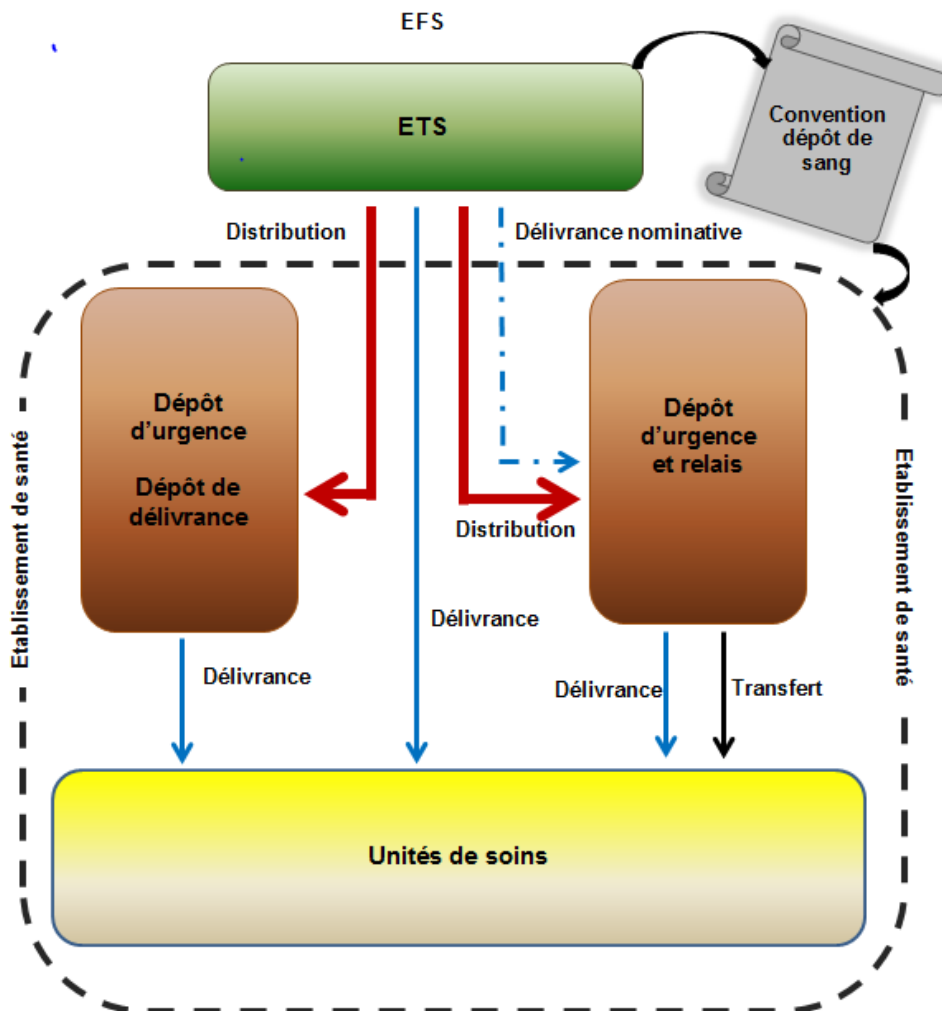 EFS
ETS
Convention
dépôt de
sang
Distribution
Délivrance nominative
Dépôt
d'urgence
Dépôt de
délivrance
Dépôt
d'urgence
et relais
Etablissement de santé
Etablissement de santé
Distribution
Délivrance
Délivrance
Délivrance
Transfert
Unités de soins